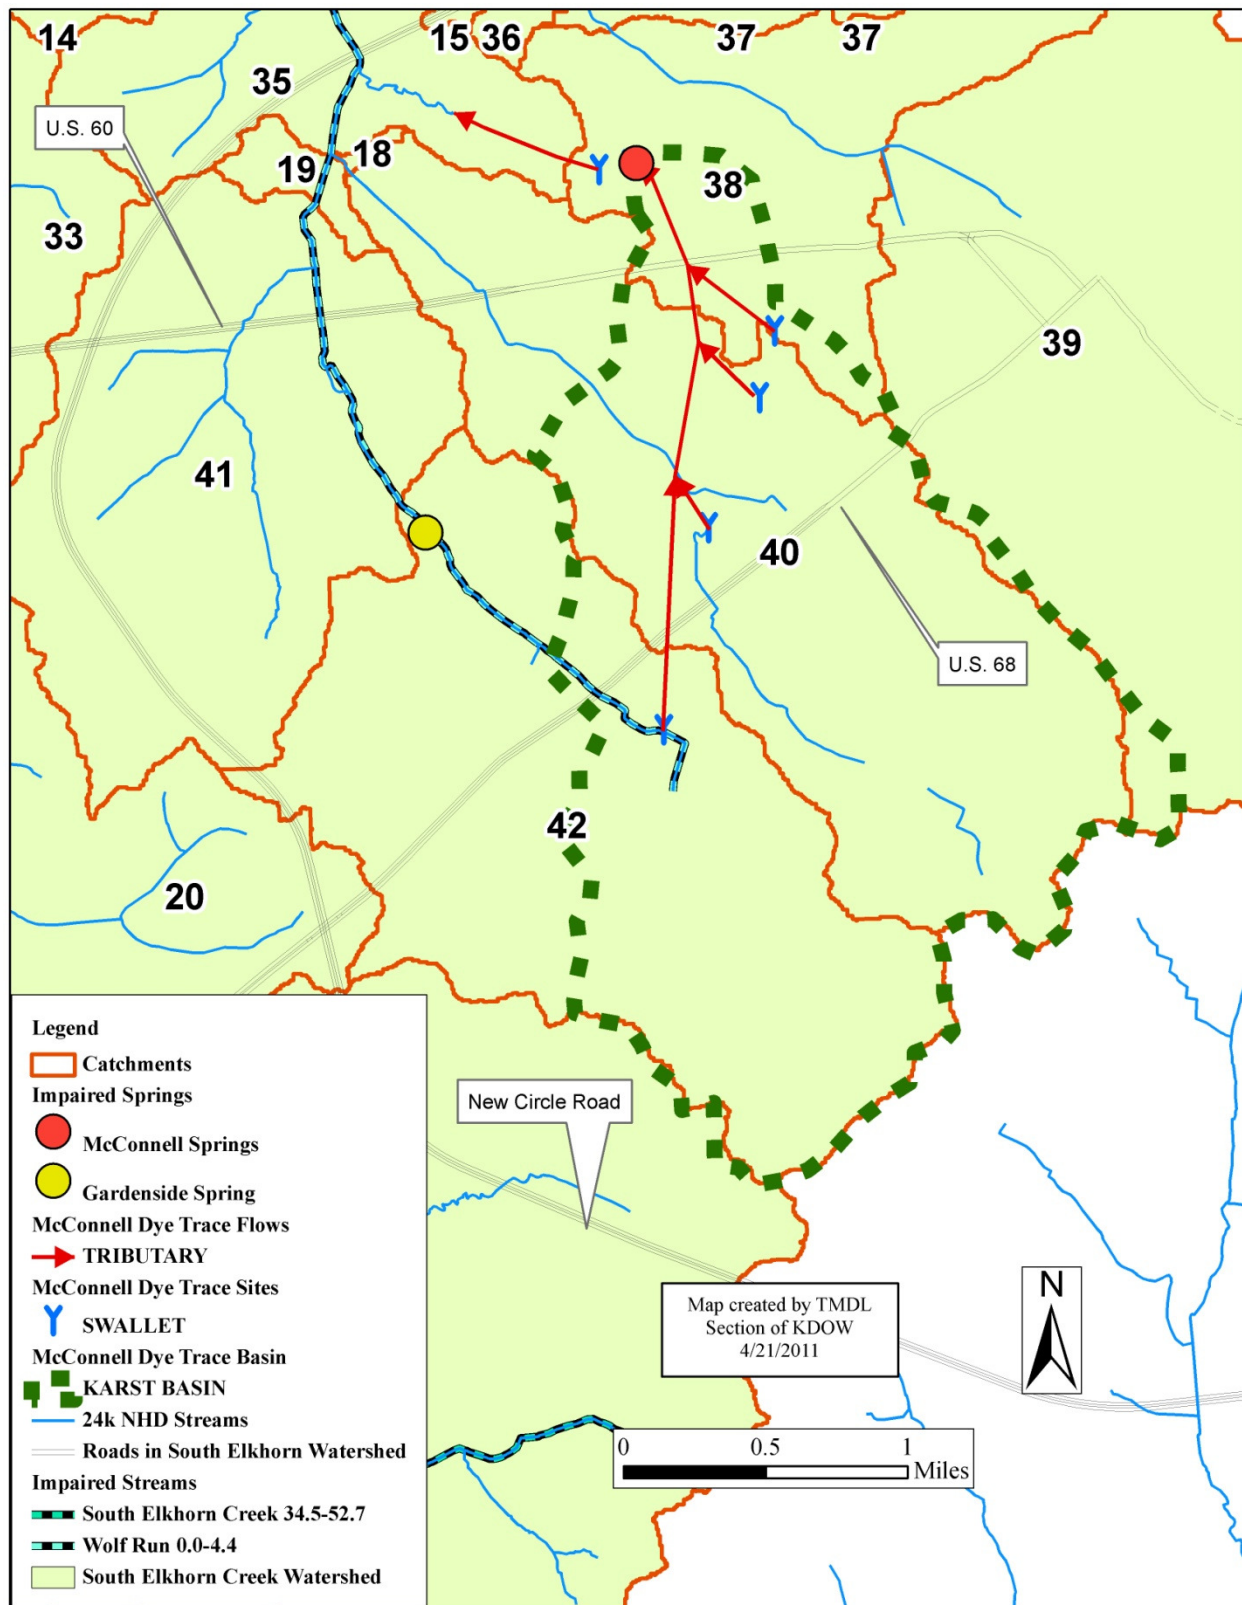 14
15
36
37
37
35
U.S. 60
19
18
38
33
39
41
40
U.S. 68
42
20
Legend
Catchments
Impaired Springs
McConnell Springs
Gardenside Spring
McConnell Dye Trace Flows
TRIBUTARY
McConnell Dye Trace Sites
SWALLET
McConnell Dye Trace Basin
KARST BASIN
24k NHD Streams
Roads in South Elkhorn Watershed
Impaired Streams
South Elkhorn Creek 34.5-52.7
Wolf Run 0.0-4.4
South Elkhorn Creek Watershed
New Circle Road
Map created by TMDL
Section of KDOW
4/21/2011
N
0 0.5 1
Miles